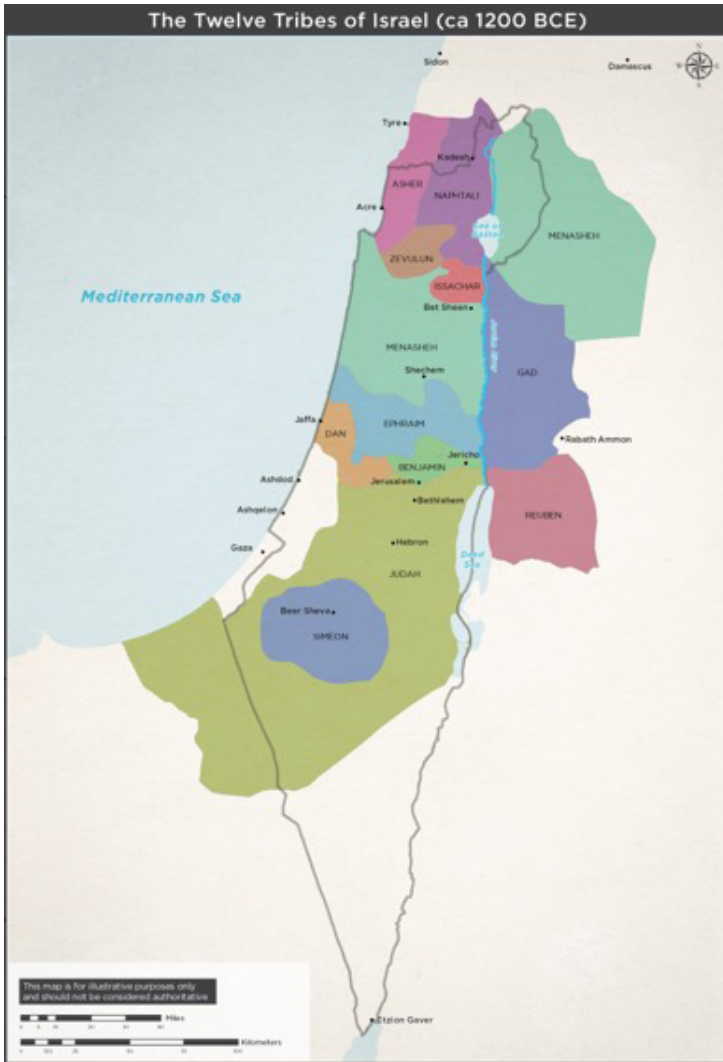 The Twelve Tribes of Israel (ca 1200 BCE)
Sidon
Damascus
N
W
E
S
Tyre
Kadesh
ASHER
NAPHTALI
Acre
MENASHEH
Sea of
ZEVULUN
ISSACHAR
Mediterranean Sea
Bet Shean
MENASHEH
GAD
Shechem
Jaffa
EPHRAIM
DAN
Rabath Ammon
BENJAMIN
Jericho
Ashdod
Jerusalem
Bethlehem
Ashqelon
REUBEN
Gaza
Hebron
Dead
Sea
JUDAH
Beer Sheva
SIMEON
This map is for illustrative purposes only
and should not be considered authoritative
Miles
Kilometers
Etzion Gever